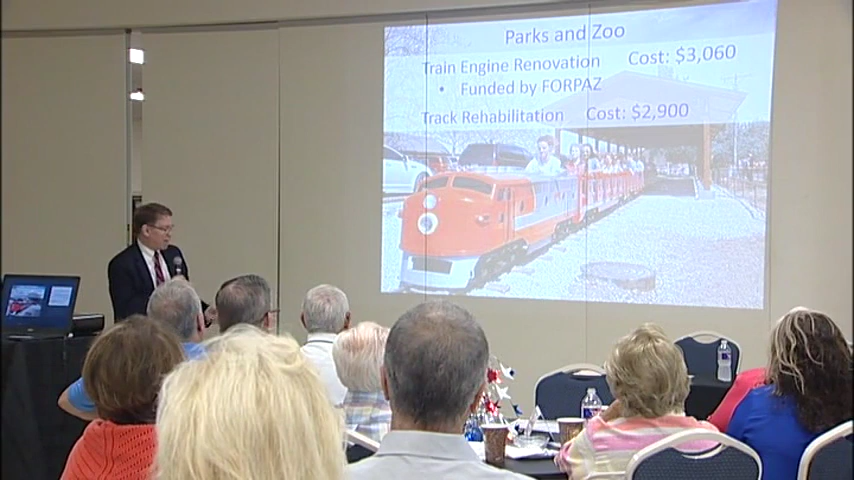 Parks and Zoo
Train Engine Renovation Cost: $3,060
• Funded by FORPAZ
Track Rehabilitation Cost: $2,900